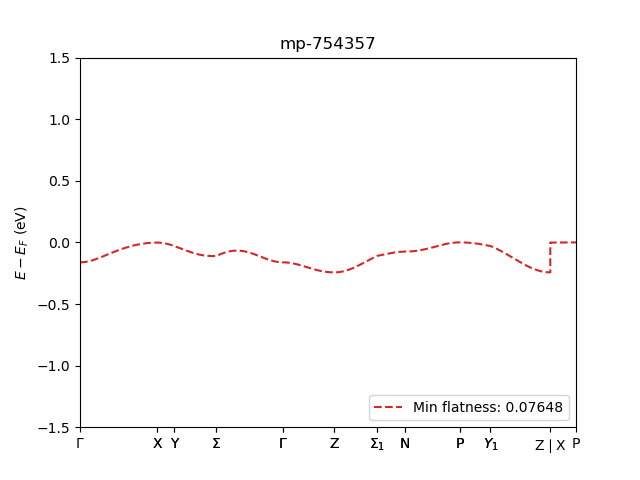 mp-754357
E − E_F (eV)
1.5
1.0
0.5
0.0
−0.5
−1.0
−1.5
Min flatness: 0.07648
Γ X Y Σ Γ Z Σ₁ N P Y₁ Z | X P